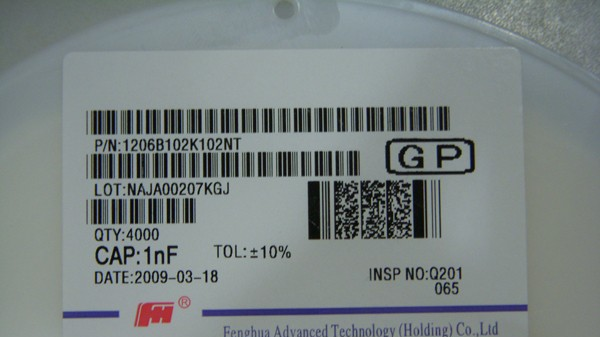 P/N:1206B102K102NT
GP
LOT:NAJA00207KGJ
QTY:4000
CAP:1nF TOL:±10%
DATE:2009-03-18 INSP NO:Q201
065
FH ®
Fenghua Advanced Technology (Holding) Co.,Ltd